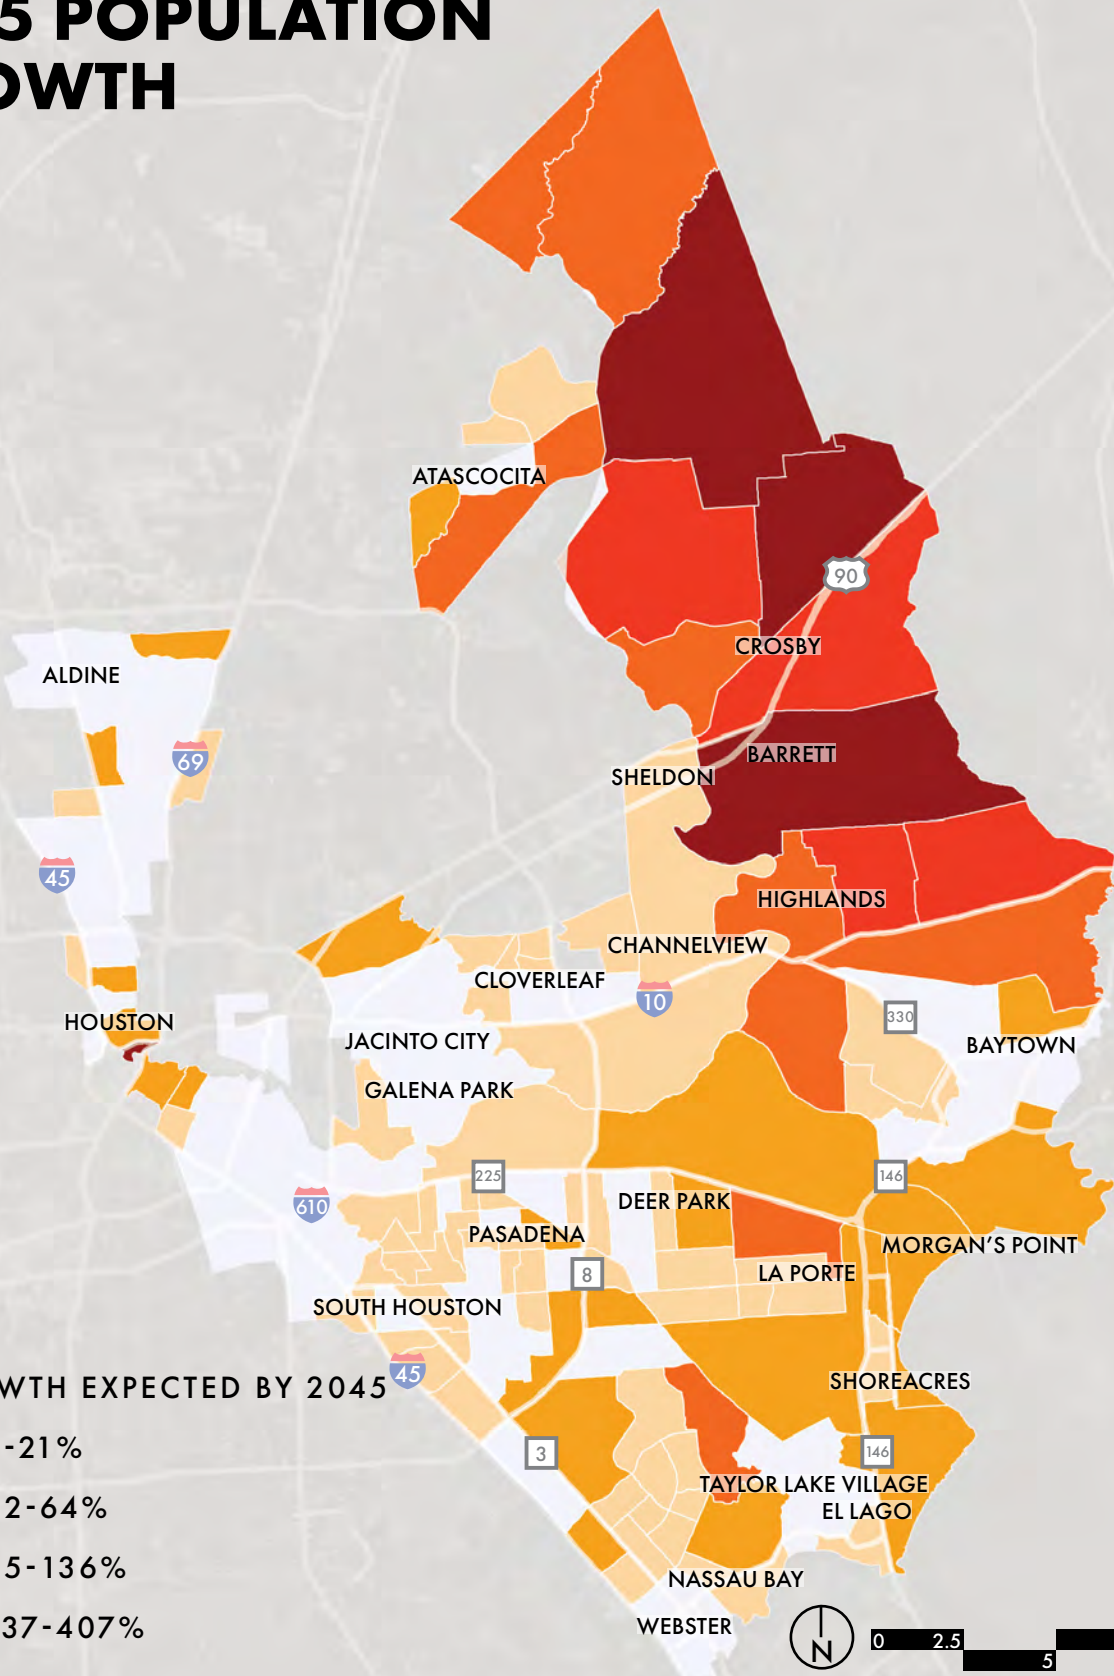 5 POPULATION
OWTH
ATASCOCITA
90
CROSBY
ALDINE
69
BARRETT
SHELDON
45
HIGHLANDS
CHANNELVIEW
CLOVERLEAF
10
330
HOUSTON
JACINTO CITY
BAYTOWN
GALENA PARK
225
146
610
DEER PARK
PASADENA
MORGAN'S POINT
8
LA PORTE
SOUTH HOUSTON
45
WTH EXPECTED BY 2045
SHOREACRES
-21%
3
146
TAYLOR LAKE VILLAGE
2-64%
EL LAGO
5-136%
NASSAU BAY
37-407%
WEBSTER
N
0 2.5
5